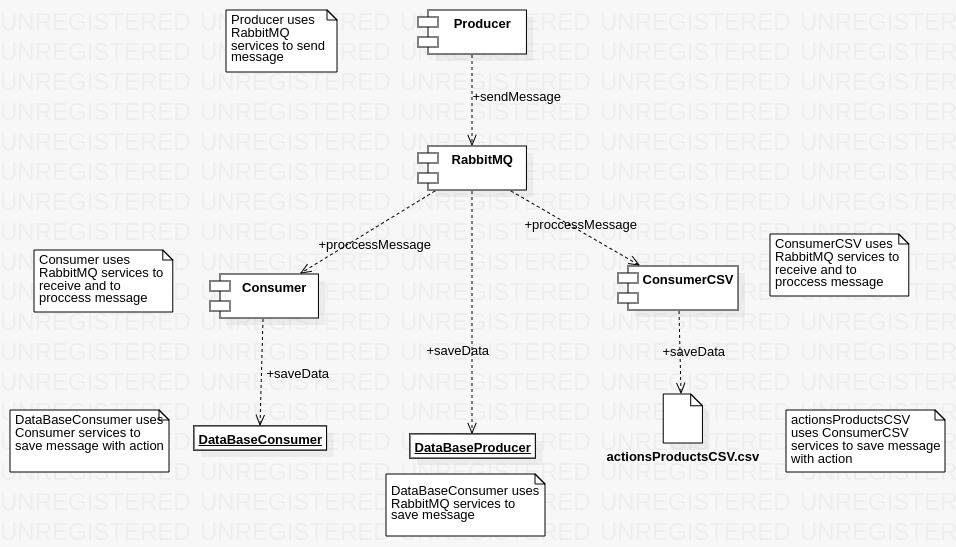 Producer uses
RabbitMQ
services to send
message
Producer
+sendMessage
RabbitMQ
+proccessMessage
+proccessMessage
Consumer uses
RabbitMQ services to
receive and to
proccess message
Consumer
ConsumerCSV
ConsumerCSV uses
RabbitMQ services to
receive and to
proccess message
+saveData
+saveData
+saveData
DataBaseConsumer uses
Consumer services to
save message with action
DataBaseConsumer
DataBaseProducer
actionsProductsCSV.csv
actionsProductsCSV
uses ConsumerCSV
services to save message
with action
DataBaseConsumer uses
RabbitMQ services to
save message
UNREGISTERED